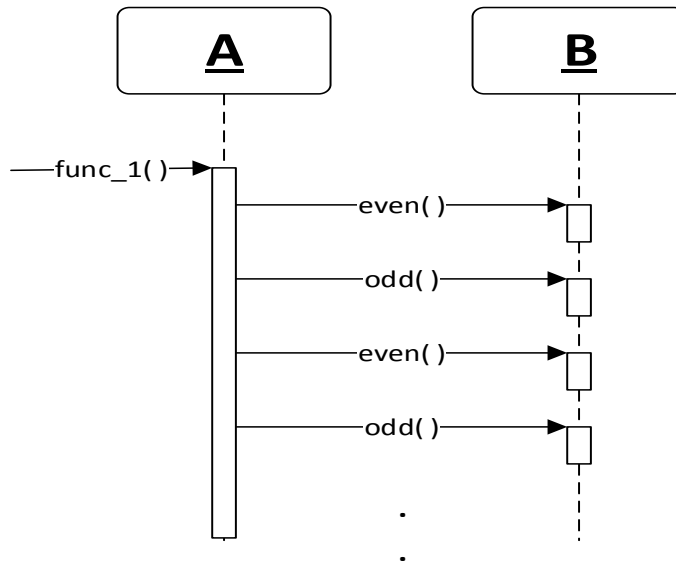 A
B
func_1()
even()
odd()
even()
odd()
.
.